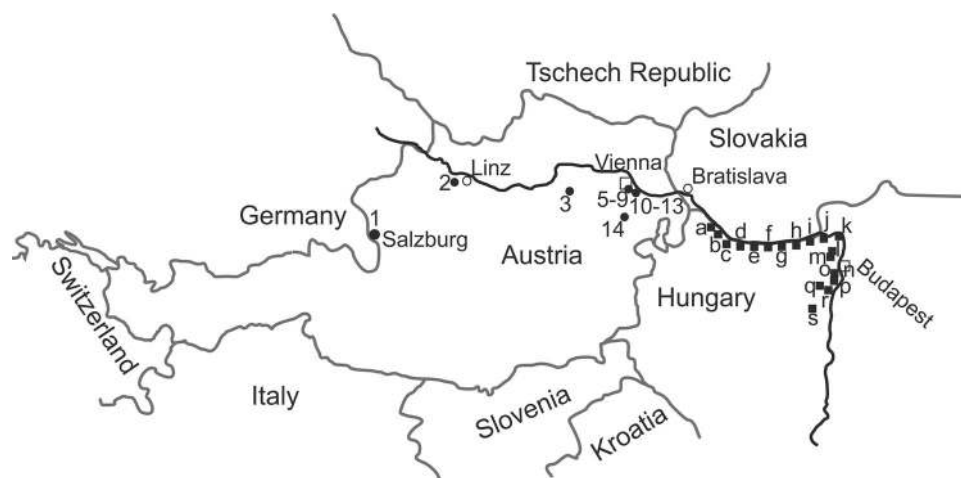 Tschech Republic
Slovakia
Linz
Vienna
Bratislava
2
3
5-9
10-13
14
Germany
1
Salzburg
Austria
Hungary
a
b
c
d
e
f
g
h
i
j
k
l
m
n
o
p
q
r
s
Budapest
Switzerland
Italy
Slovenia
Kroatia